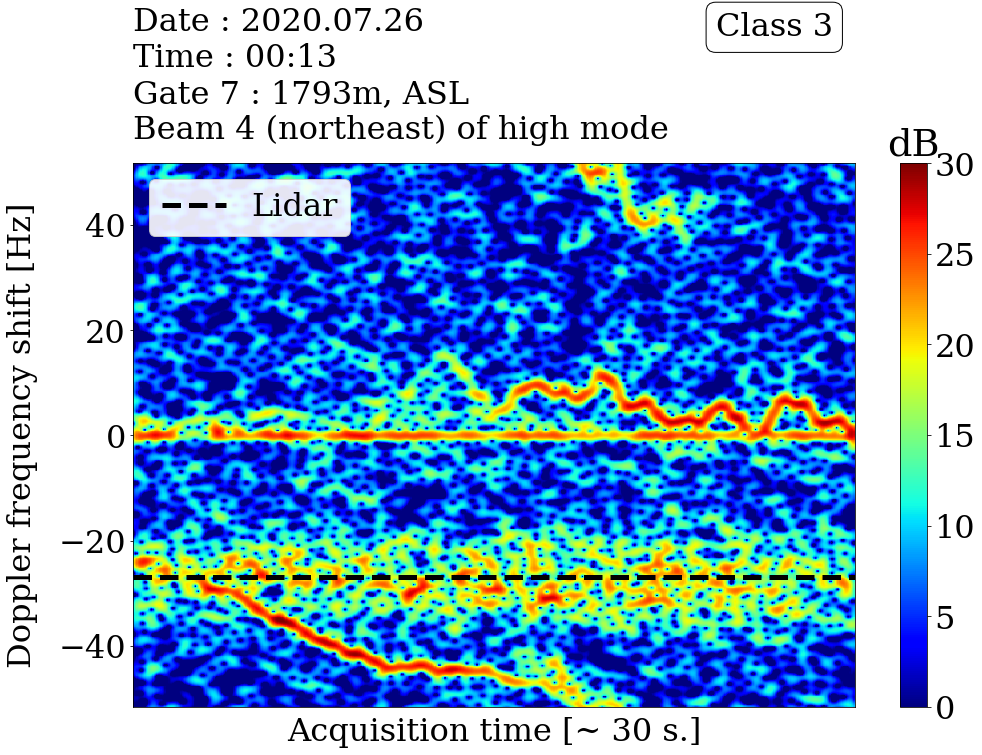 Date : 2020.07.26
Time : 00:13
Gate 7 : 1793m, ASL
Beam 4 (northeast) of high mode
Class 3
dB
Lidar
Doppler frequency shift [Hz]
40
20
0
−20
−40
Acquisition time [~ 30 s.]
30
25
20
15
10
5
0